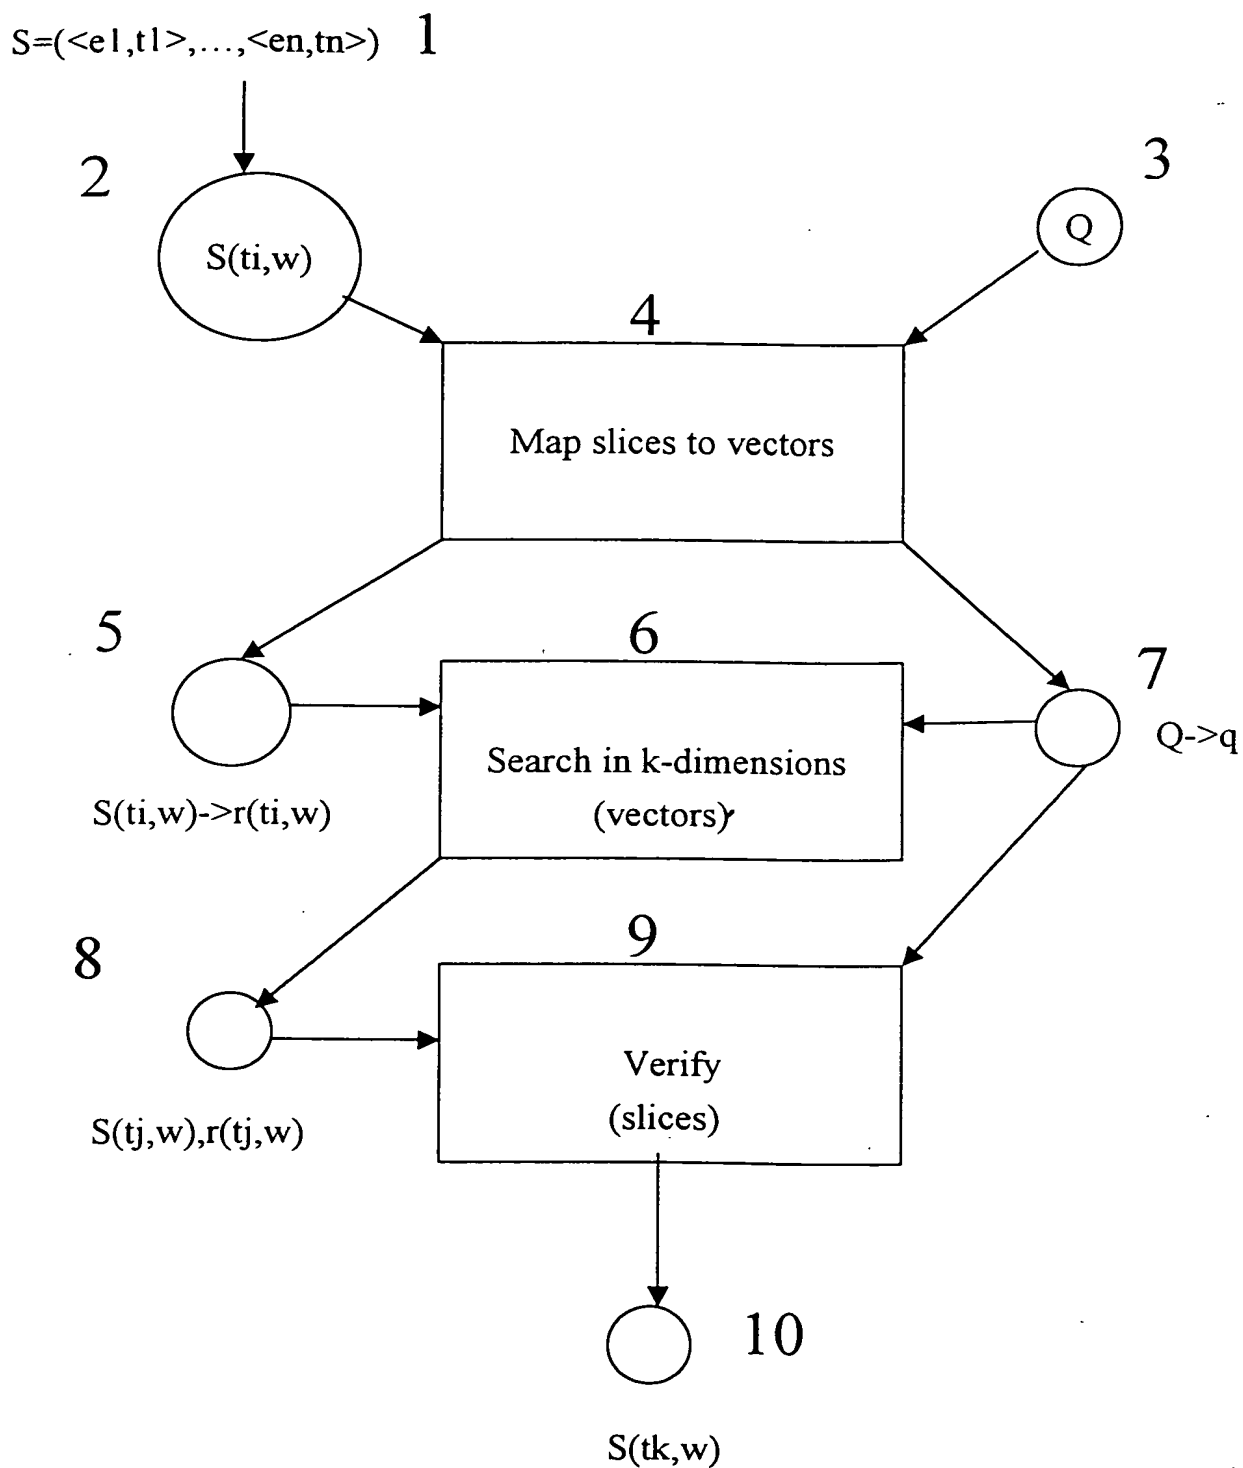 S=(<e1,t1>,...,<en,tn>) 1
2
3
S(ti,w)
Q
4
Map slices to vectors
5
6
7
Q->q
Search in k-dimensions
(vectors)
S(ti,w)->r(ti,w)
8
9
Verify
(slices)
S(tj,w),r(tj,w)
10
S(tk,w)